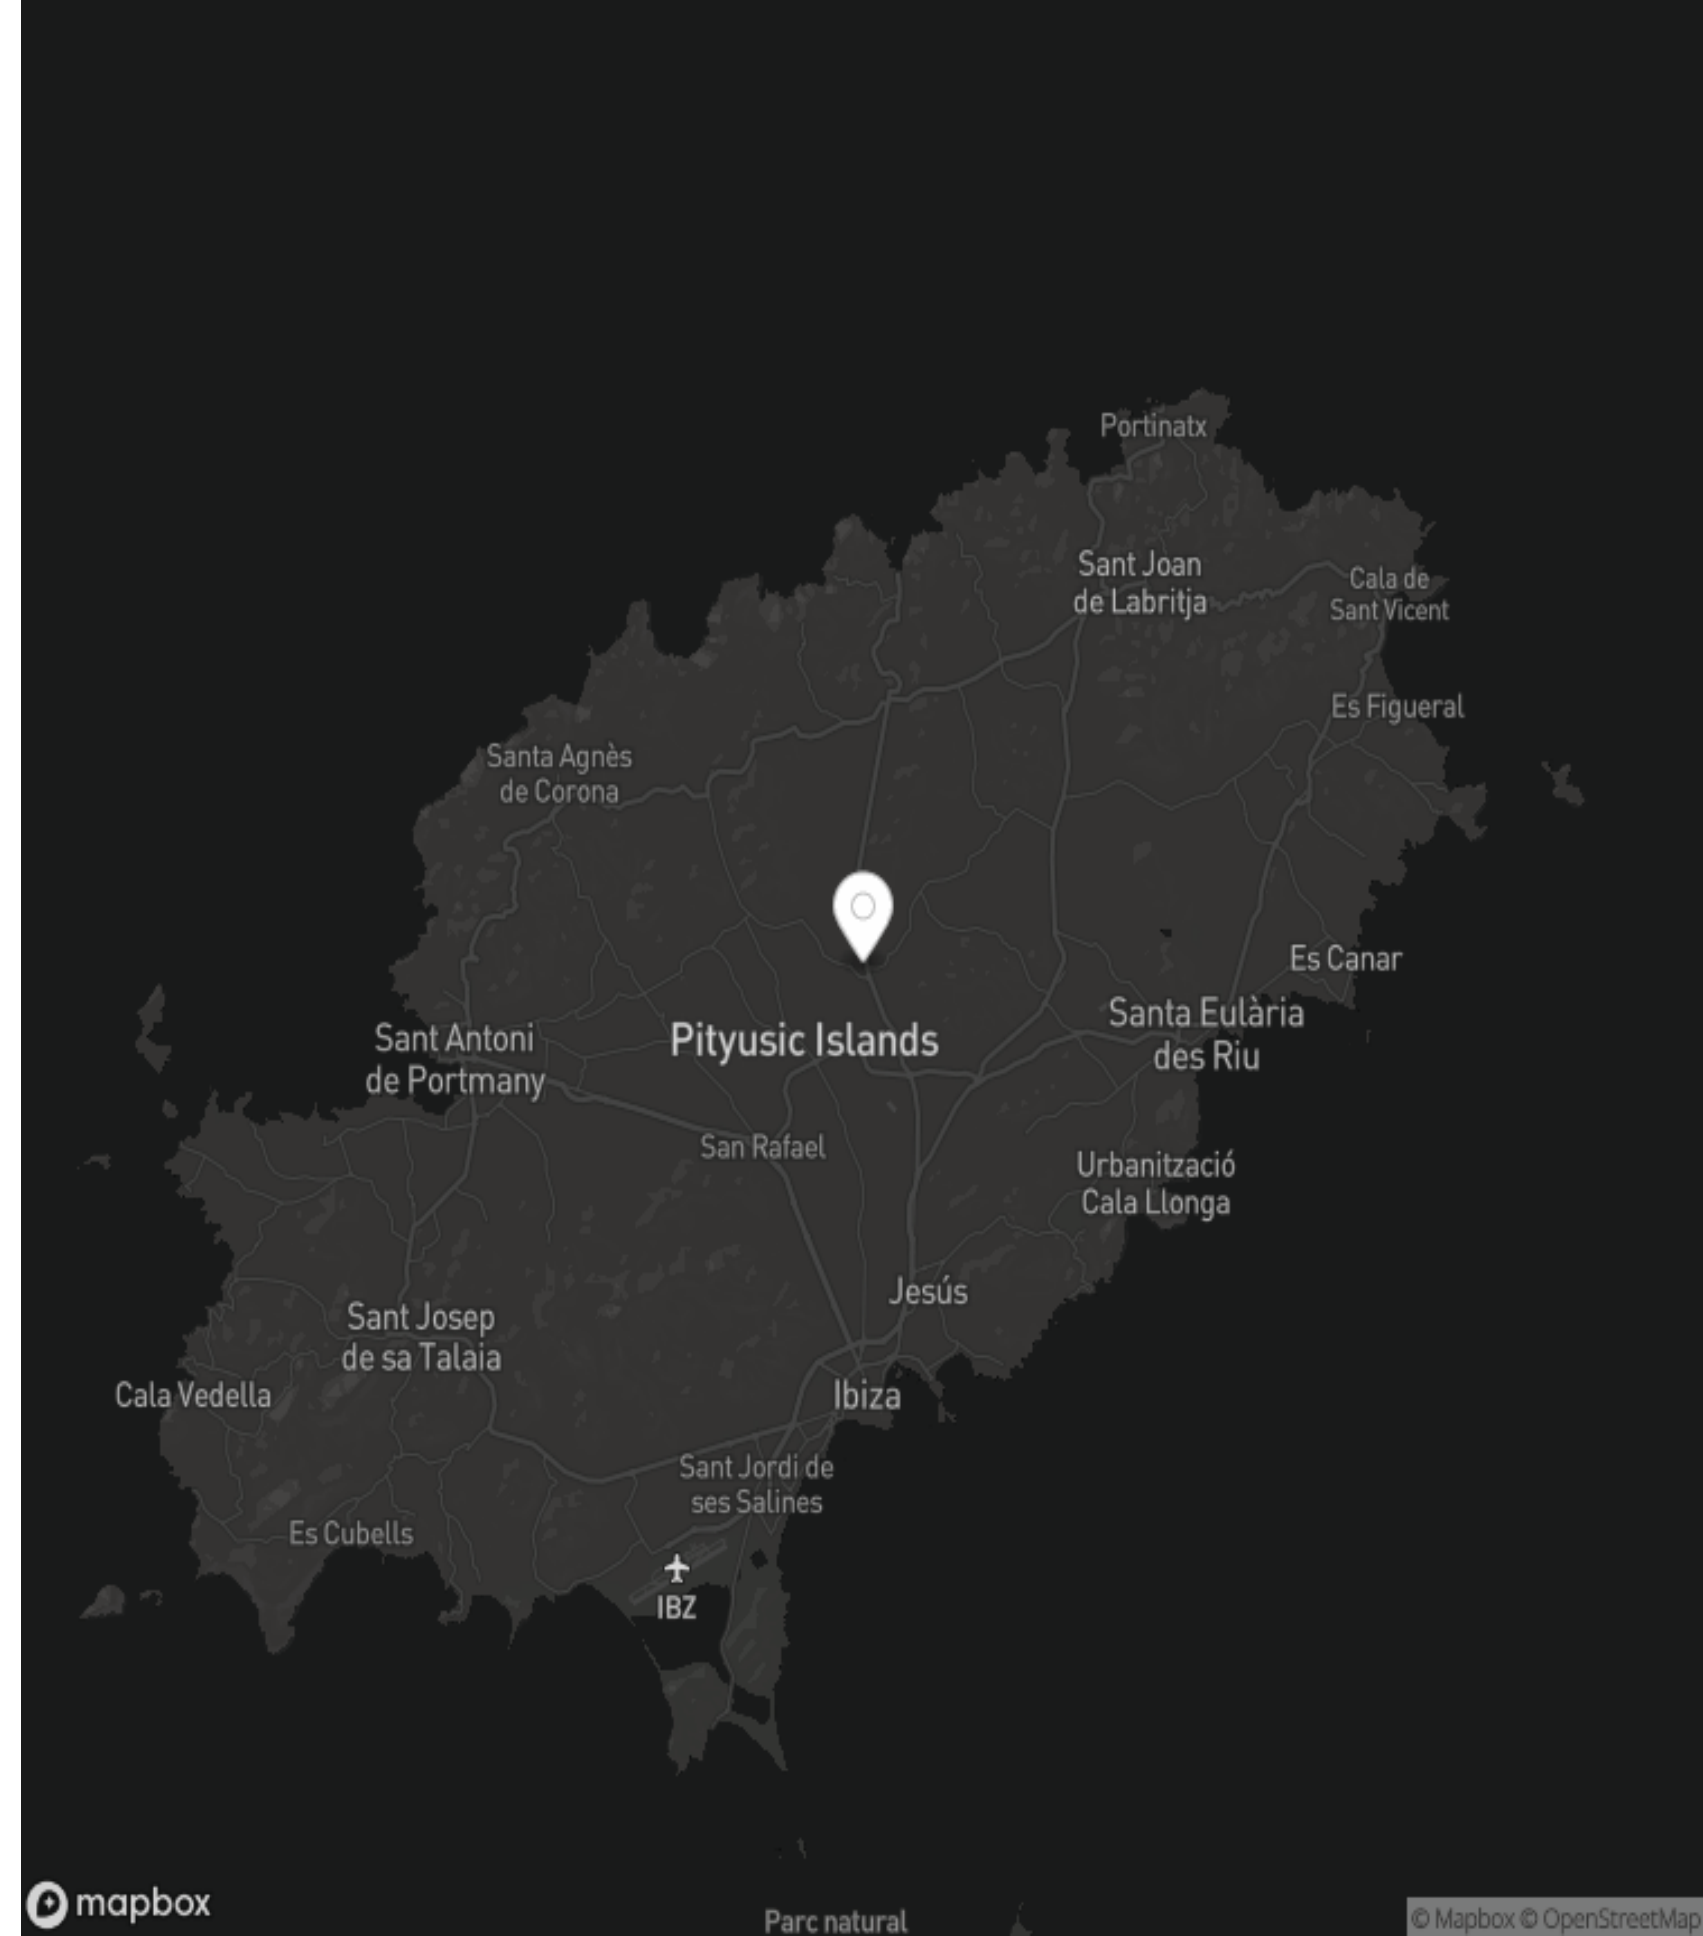 Portinatx
Sant Joan
de Labritja
Cala de
Sant Vicent
Es Figueral
Santa Agnès
de Corona
Es Canar
Santa Eulària
des Riu
Sant Antoni
de Portmany
Pityusic Islands
San Rafael
Urbanització
Cala Llonga
Jesús
Sant Josep
de sa Talaia
Cala Vedella
Ibiza
Sant Jordi de
ses Salines
Es Cubells
IBZ
mapbox
Parc natural
© Mapbox © OpenStreetMap